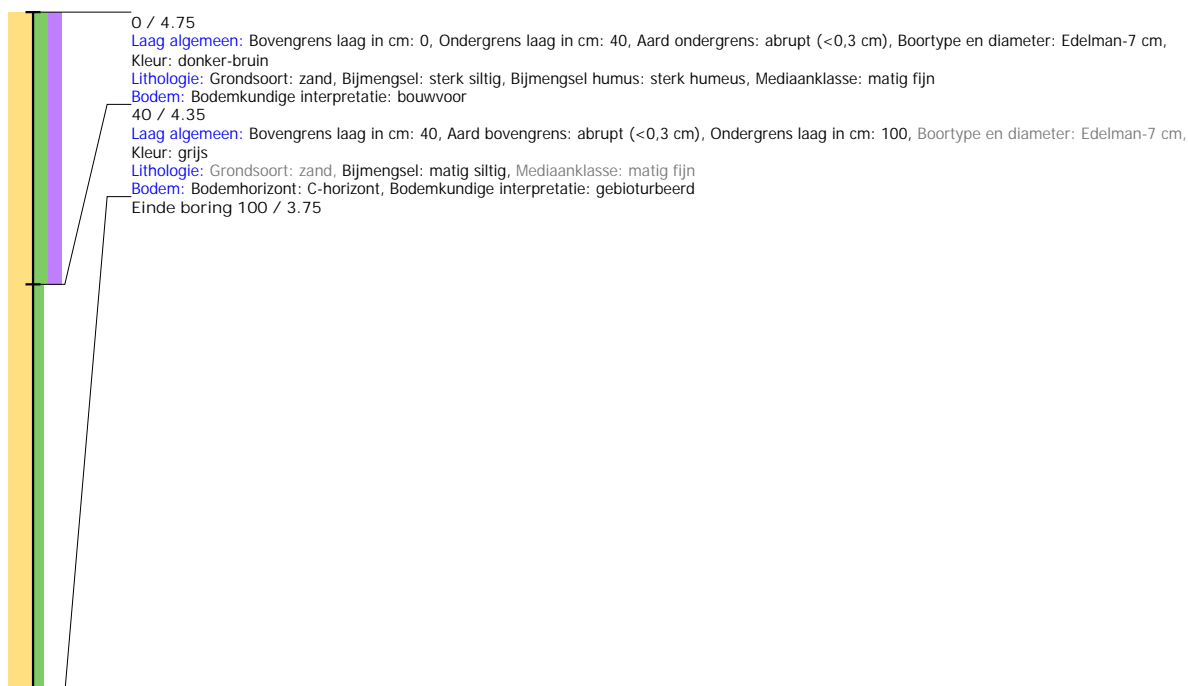 0 / 4.75
Laag algemeen: Bovengrens laag in cm: 0, Ondergrens laag in cm: 40, Aard ondergrens: abrupt (<0,3 cm), Boortype en diameter: Edelman-7 cm,
Kleur: donker-bruin
Lithologie: Grondsoort: zand, Bijmengsel: sterk siltig, Bijmengsel humus: sterk humeus, Mediaanklasse: matig fijn
Bodem: Bodemkundige interpretatie: bouwvoor
40 / 4.35
Laag algemeen: Bovengrens laag in cm: 40, Aard bovengrens: abrupt (<0,3 cm), Ondergrens laag in cm: 100, Boortype en diameter: Edelman-7 cm,
Kleur: grijs
Lithologie: Grondsoort: zand, Bijmengsel: matig siltig, Mediaanklasse: matig fijn
Bodem: Bodemhorizont: C-horizont, Bodemkundige interpretatie: gebioturbeerd
Einde boring 100 / 3.75